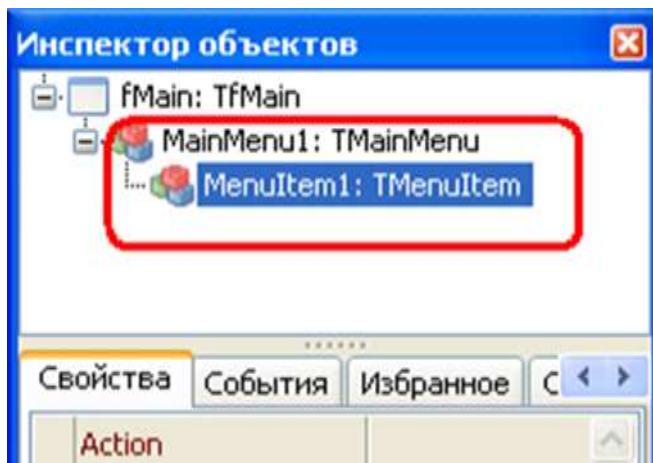 Инспектор объектов
fMain: TfMain
MainMenu1: TMainMenu
MenuItem1: TMenuItem
Свойства События Избранное С
Action